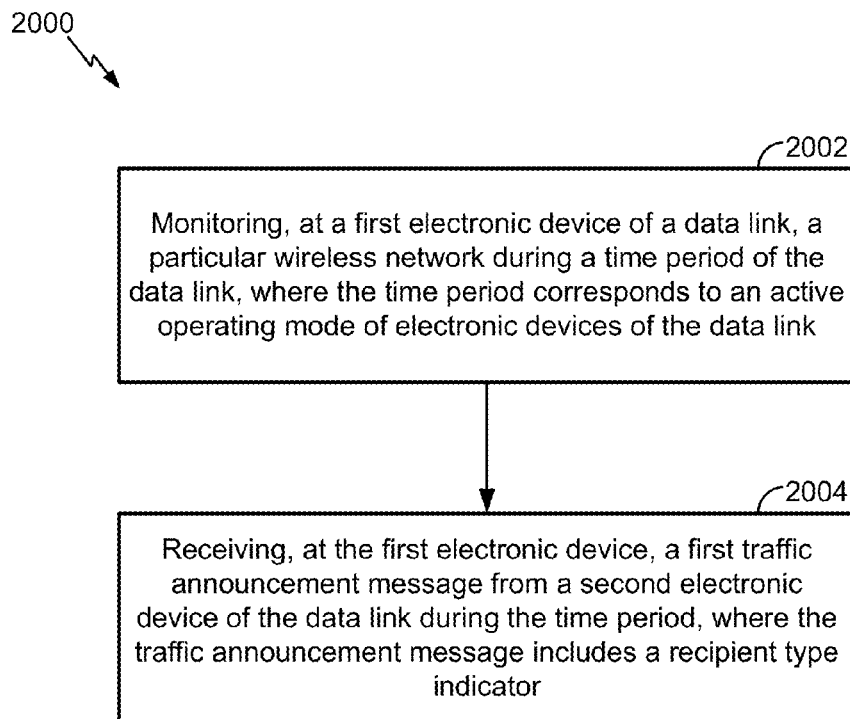 2000
2002
Monitoring, at a first electronic device of a data link, a
particular wireless network during a time period of the
data link, where the time period corresponds to an active
operating mode of electronic devices of the data link
2004
Receiving, at the first electronic device, a first traffic
announcement message from a second electronic
device of the data link during the time period, where the
traffic announcement message includes a recipient type
indicator